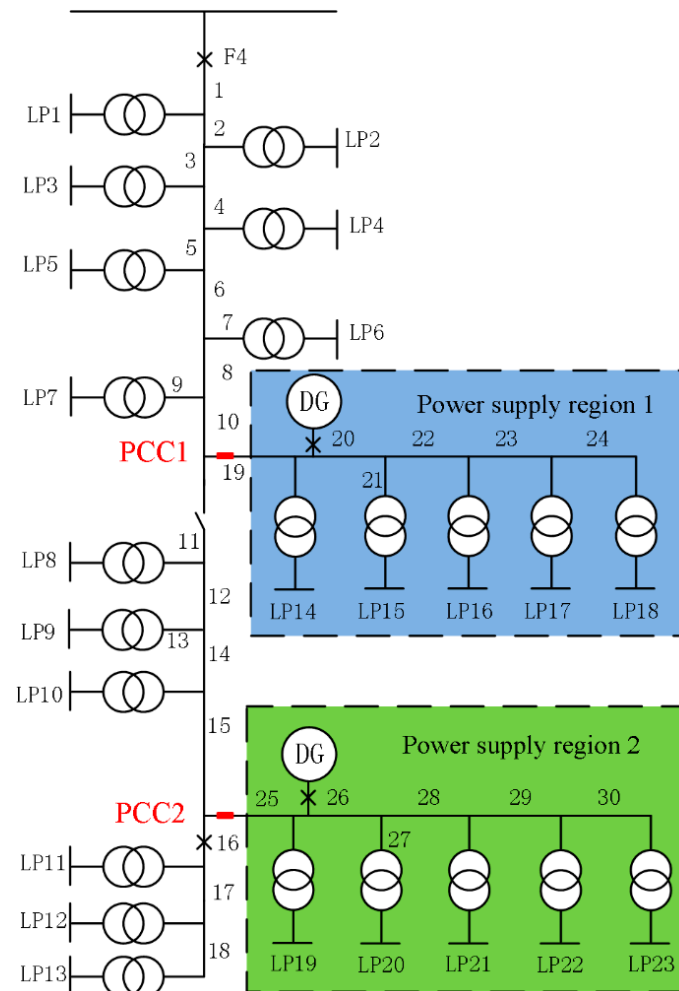 F4
1
LP1
2
LP2
3
LP3
4
LP4
5
LP5
6
7
LP6
8
9
LP7
DG
Power supply region 1
10
PCC1
19
20
22
23
24
21
11
LP8
12
LP14
LP15
LP16
LP17
LP18
LP9
13
14
LP10
15
DG
Power supply region 2
PCC2
25
26
28
29
30
16
27
LP11
17
LP12
18
LP13
LP19
LP20
LP21
LP22
LP23